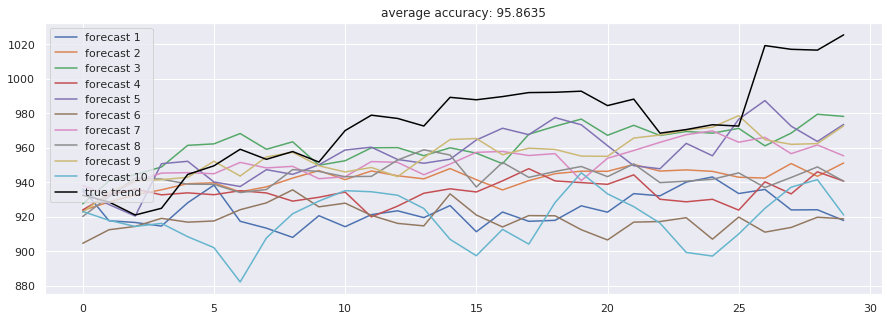 average accuracy: 95.8635
1020
1000
980
960
940
920
900
880
forecast 1
forecast 2
forecast 3
forecast 4
forecast 5
forecast 6
forecast 7
forecast 8
forecast 9
forecast 10
true trend
0 5 10 15 20 25 30